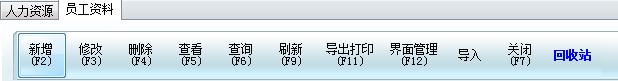 人力资源 员工资料
新增 修改 删除 查看 查询 刷新 导出打印 界面管理 导入 关闭 回收站
(F2) (F3) (F4) (F5) (F6) (F9) (F11) (F12) (F7)